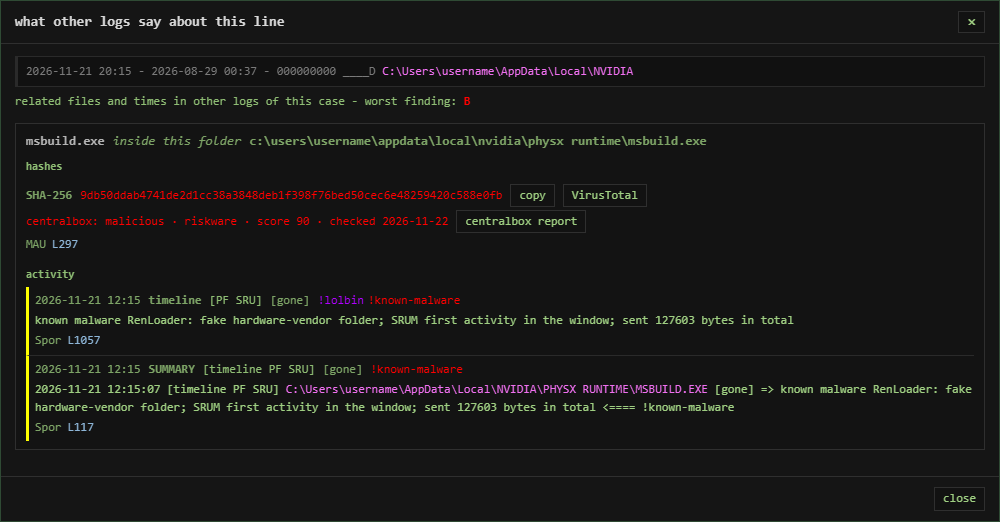 what other logs say about this line
×
2026-11-21 20:15 - 2026-08-29 00:37 - 000000000 ____D C:\Users\username\AppData\Local\NVIDIA
related files and times in other logs of this case - worst finding: B
msbuild.exe inside this folder c:\users\username\appdata\local\nvidia\physx runtime\msbuild.exe
hashes
SHA-256 9db50ddab4741de2d1cc38a3848deb1f398f76bed50cec6e48259420c588e0fb copy VirusTotal
centralbox: malicious · riskware · score 90 · checked 2026-11-22 centralbox report
MAU L297
activity
2026-11-21 12:15 timeline [PF SRU] [gone] !lolbin !known-malware
known malware RenLoader: fake hardware-vendor folder; SRUM first activity in the window; sent 127603 bytes in total
Spor L1057
2026-11-21 12:15 SUMMARY [timeline PF SRU] [gone] !known-malware
2026-11-21 12:15:07 [timeline PF SRU] C:\Users\username\AppData\Local\NVIDIA\PHYSX RUNTIME\MSBUILD.EXE [gone] => known malware RenLoader: fake
hardware-vendor folder; SRUM first activity in the window; sent 127603 bytes in total <==== !known-malware
Spor L117
close